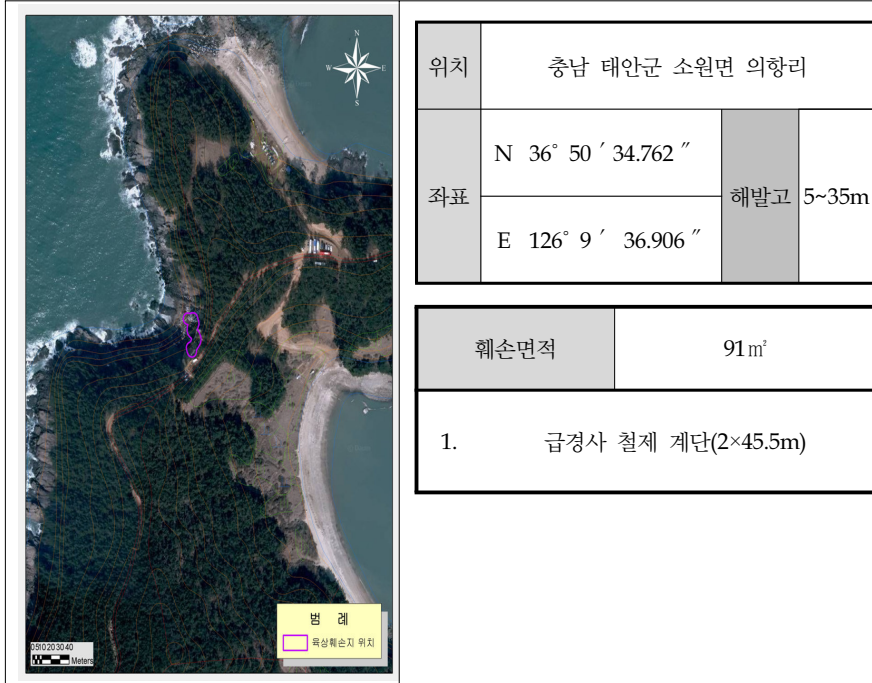 N
W E
S
범 례
육상훼손지 위치
0510203040
Meters
위치 충남 태안군 소원면 의항리
좌표 N 36° 50 ′ 34.762 ″ 해발고 5~35m
E 126° 9 ′ 36.906 ″
훼손면적 91㎡
1. 급경사 철제 계단(2×45.5m)